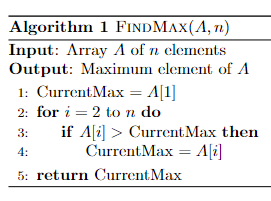 Algorithm 1 FINDMAX(Λ, n)
Input: Λrray Λ of n elements
Output: Maximum element of Λ
1: CurrentMax = Λ[1]
2: for i = 2 to n do
3: if Λ[i] > CurrentMax then
4: CurrentMax = Λ[i]
5: return CurrentMax